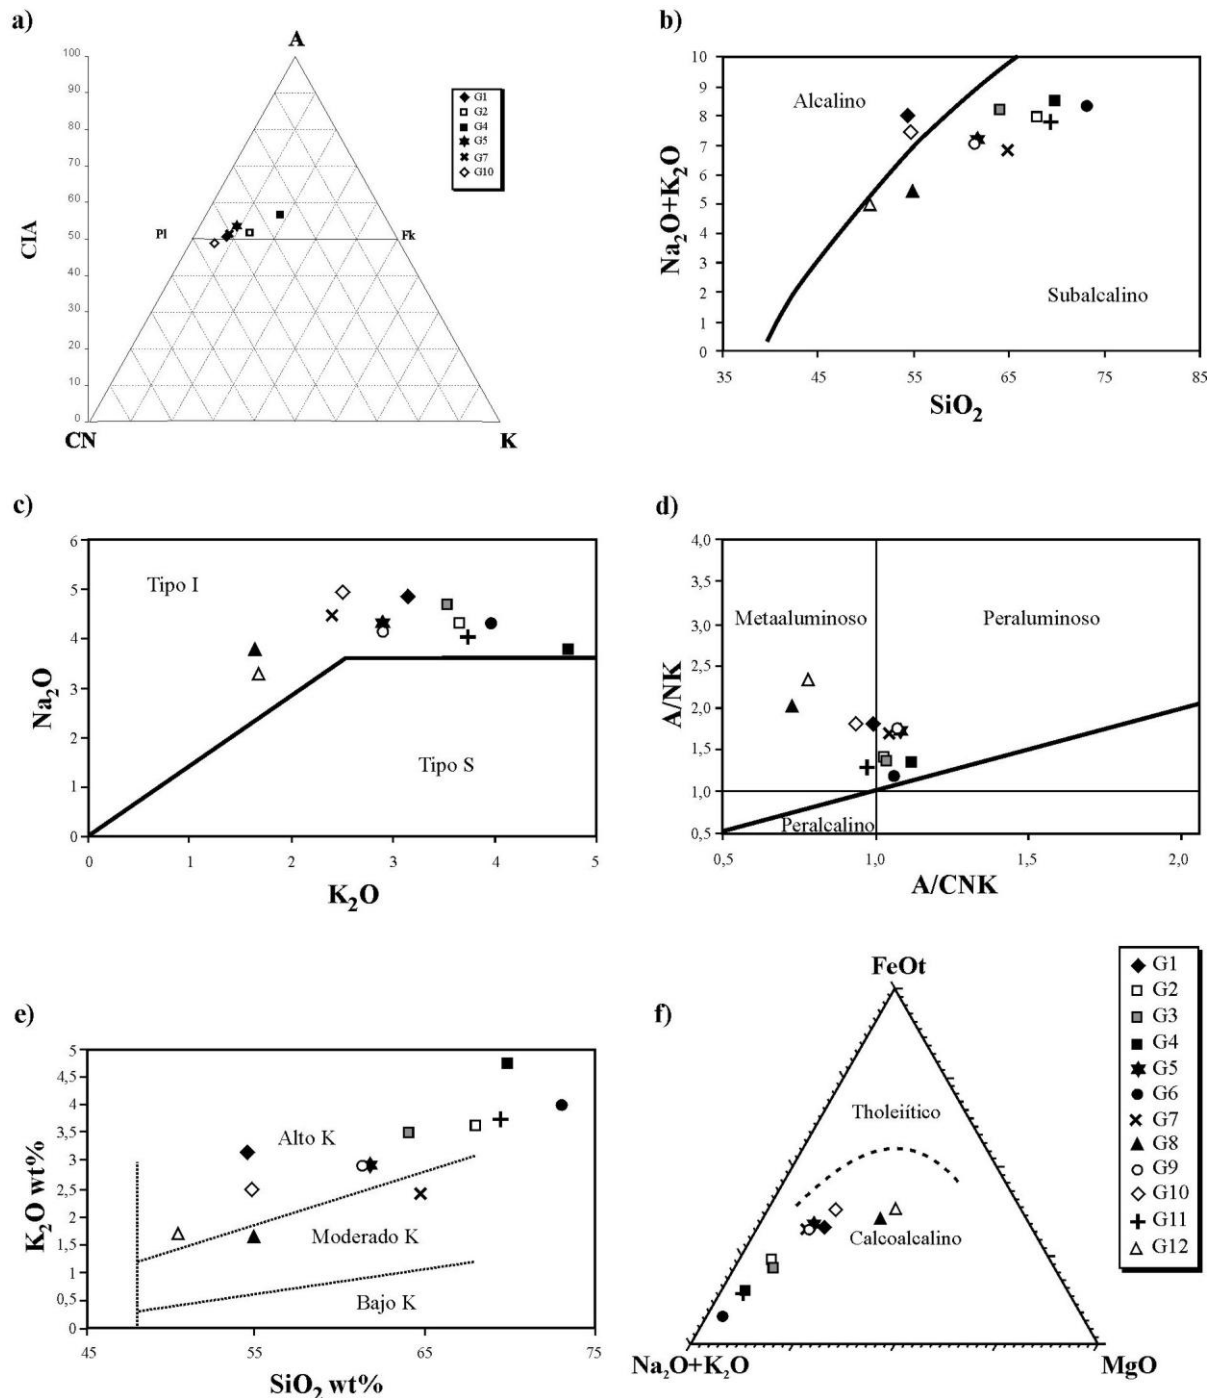 a)
A
100
90
80
70
60
50
40
30
20
10
0
CIA
Pl
Fk
CN
K
G1
G2
G4
G5
G7
G10
b)
10
9
8
7
6
5
4
3
2
1
0
Na₂O+K₂O
Alcalino
Subalcalino
35 45 55 65 75 85
SiO₂
c)
6
5
4
3
2
1
0
Na₂O
Tipo I
Tipo S
0 1 2 3 4 5
K₂O
d)
4,0
3,5
3,0
2,5
2,0
1,5
1,0
0,5
A/NK
Metaaluminoso
Peraluminoso
Peralcalino
0,5 1,0 1,5 2,0
A/CNK
e)
5
4,5
4
3,5
3
2,5
2
1,5
1
0,5
0
K₂O wt%
Alto K
Moderado K
Bajo K
45 55 65 75
SiO₂ wt%
f)
FeOt
Tholeiítico
Calcoalcalino
Na₂O+K₂O
MgO
G1
G2
G3
G4
G5
G6
G7
G8
G9
G10
G11
G12